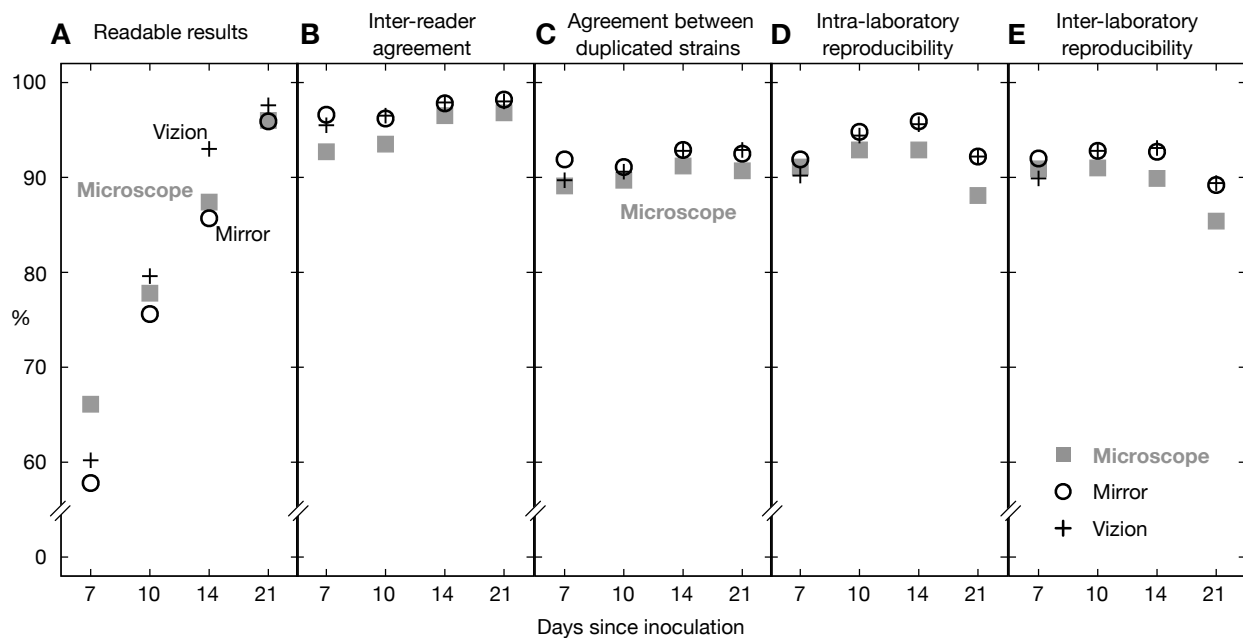 A Readable results
B Inter-reader
agreement
C Agreement between
duplicated strains
D Intra-laboratory
reproducibility
E Inter-laboratory
reproducibility
100
90
80
%
70
60
0
Vizion
Microscope
Mirror
Microscope
Microscope
Mirror
Vizion
7 10 14 21 7 10 14 21 7 10 14 21 7 10 14 21 7 10 14 21
Days since inoculation